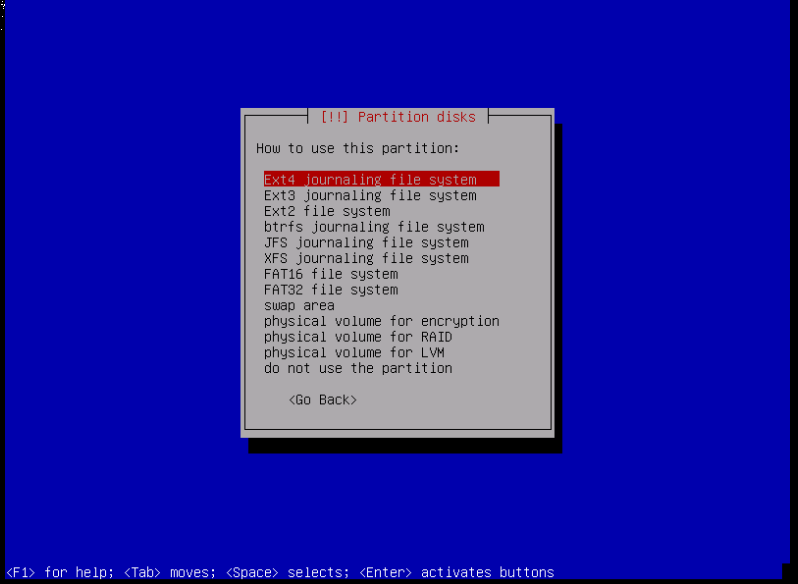 [!!] Partition disks
How to use this partition:
Ext4 journaling file system
Ext3 journaling file system
Ext2 file system
btrfs journaling file system
JFS journaling file system
XFS journaling file system
FAT16 file system
FAT32 file system
swap area
physical volume for encryption
physical volume for RAID
physical volume for LVM
do not use the partition
<Go Back>
<F1> for help; <Tab> moves; <Space> selects; <Enter> activates buttons